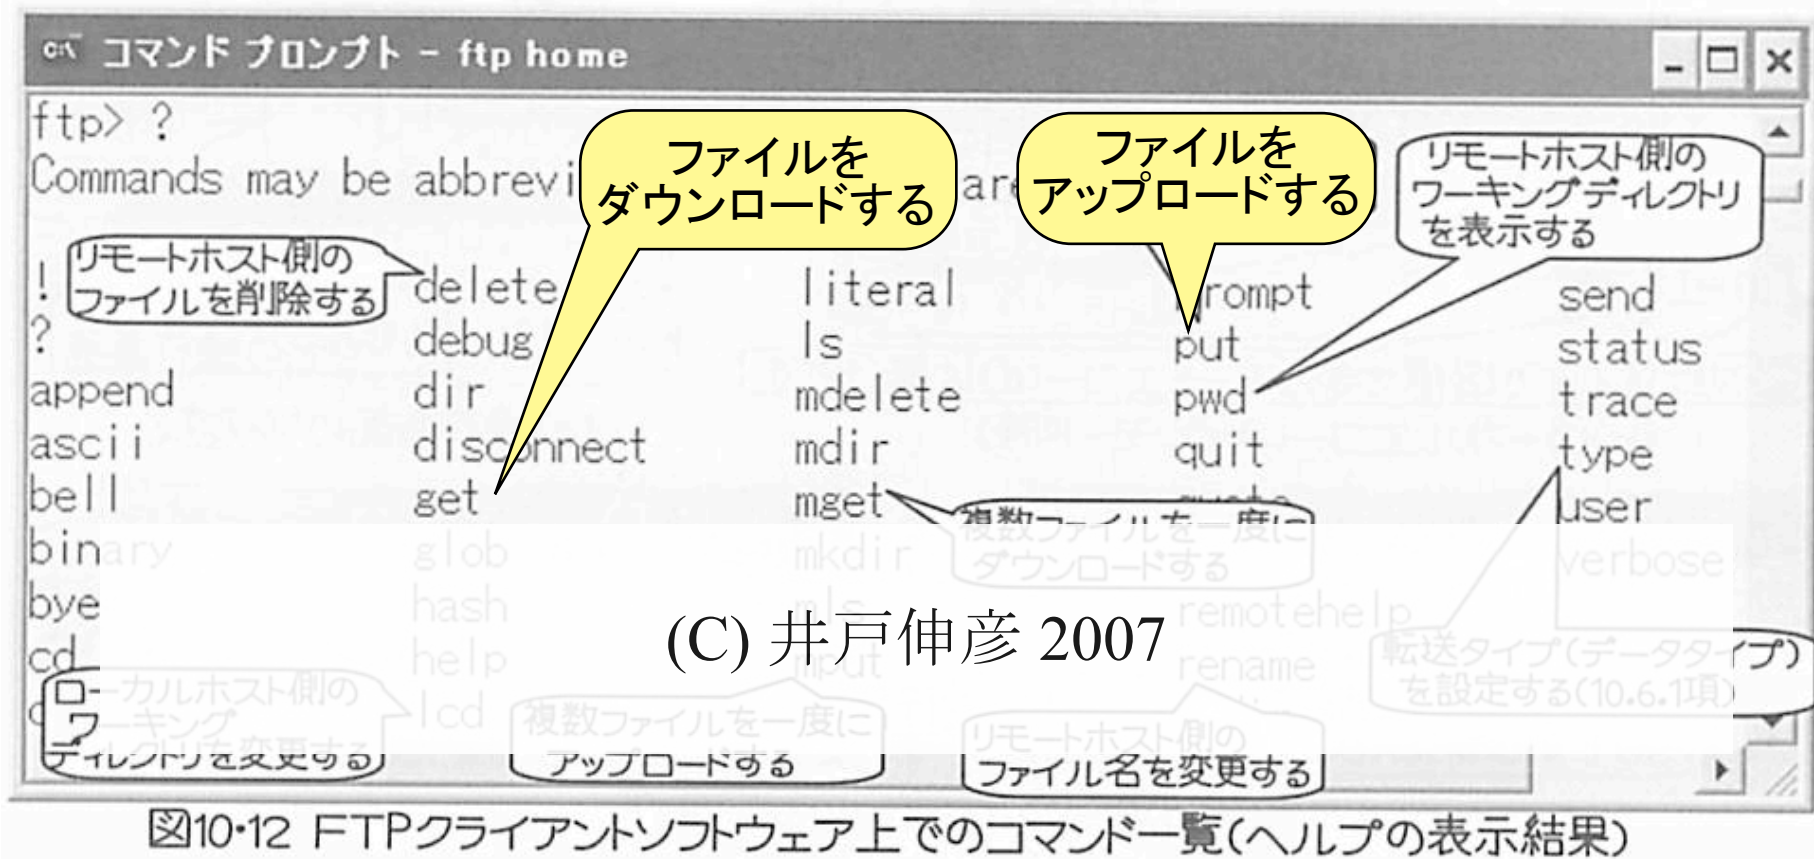 コマンド プロンプト - ftp home
ftp> ?
Commands may be abbrevi
are
ファイルを
ダウンロードする
ファイルを
アップロードする
リモートホスト側の
ワーキングディレクトリ
を表示する
リモートホスト側の
ファイルを削除する
! delete literal prompt send
? debug ls put status
append dir mdelete pwd trace
ascii disconnect mdir quit type
bell get mget quote user
binary glob mkdir verbose
複数ファイルを一度に
ダウンロードする
bye hash mls remotehelp
cd help mput rename
(C) 井戸伸彦 2007
転送タイプ(データタイプ)
を設定する(10.6.1項)
lcd
ローカルホスト側の
ワーキング
ディレクトリを変更する
複数ファイルを一度に
アップロードする
リモートホスト側の
ファイル名を変更する
図10・12 FTPクライアントソフトウェア上でのコマンド一覧(ヘルプの表示結果)